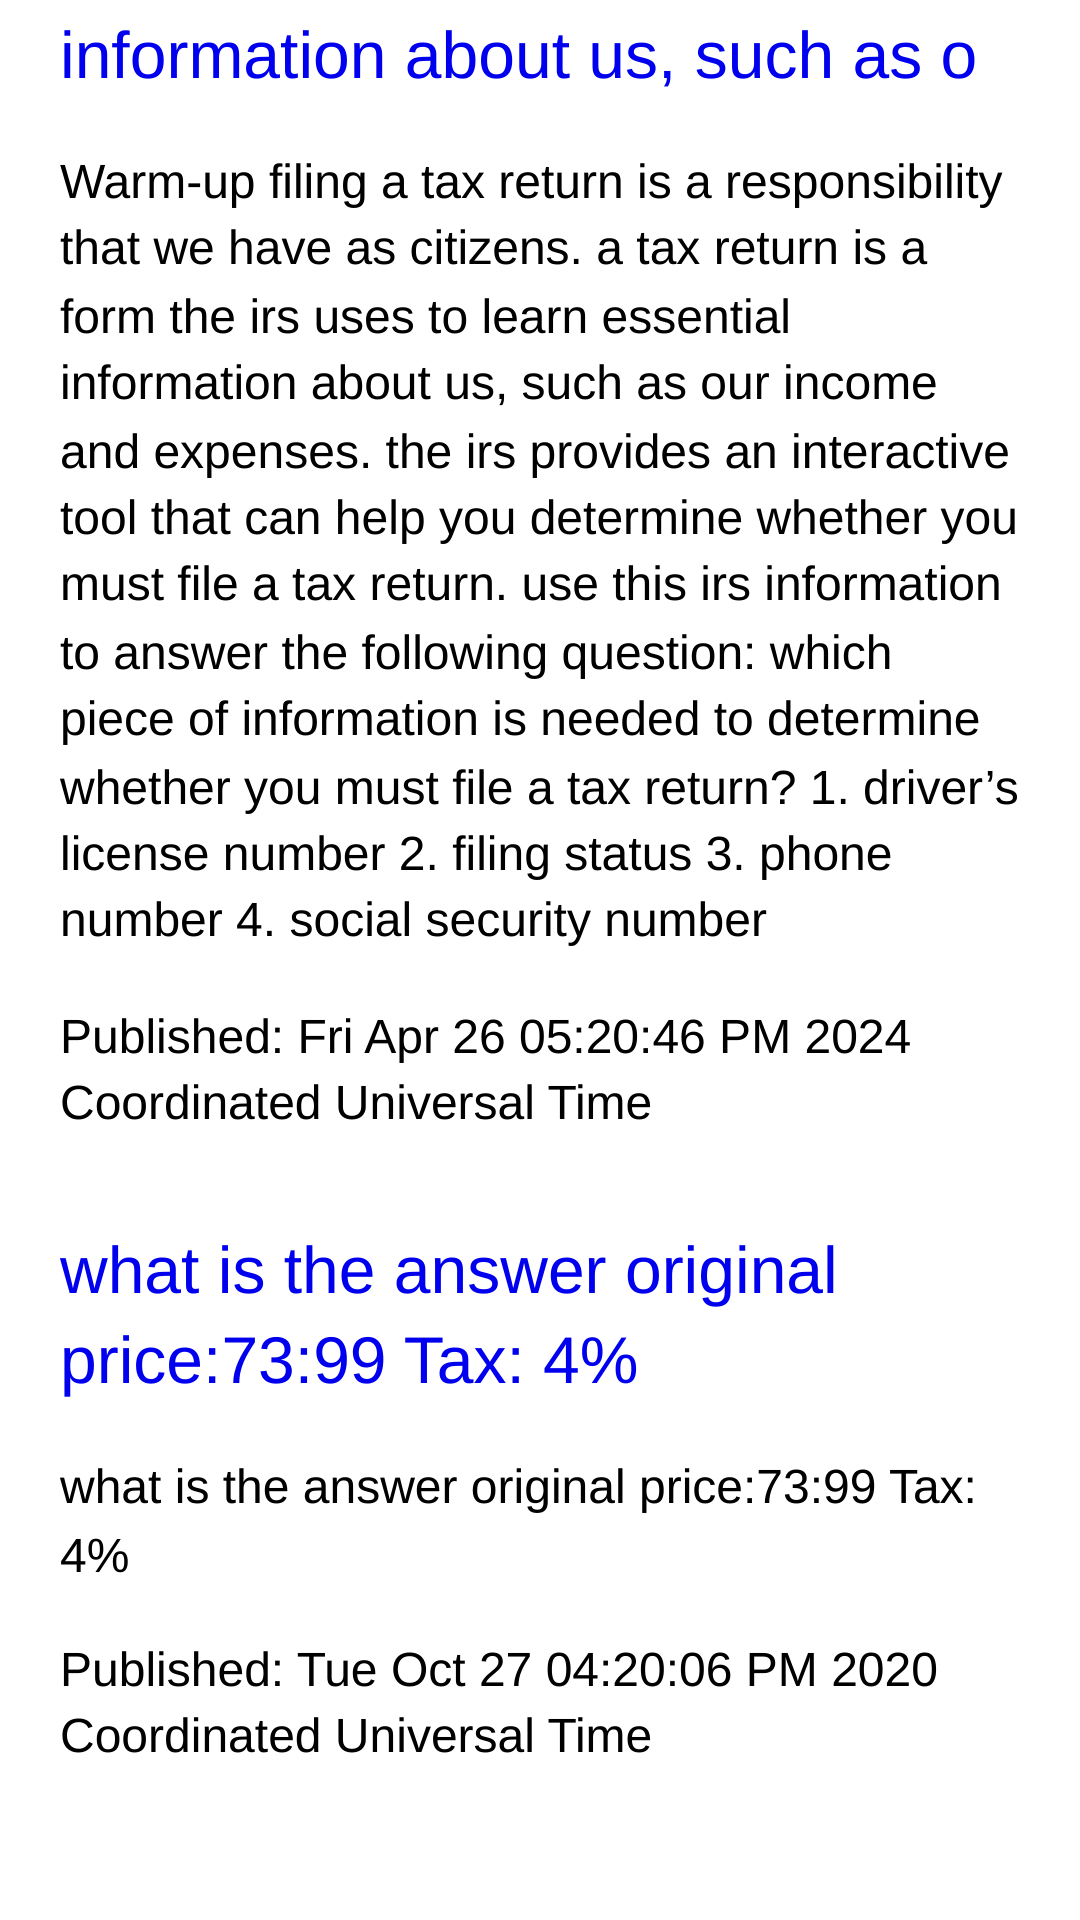 information about us, such as o
Warm-up filing a tax return is a responsibility
that we have as citizens. a tax return is a
form the irs uses to learn essential
information about us, such as our income
and expenses. the irs provides an interactive
tool that can help you determine whether you
must file a tax return. use this irs information
to answer the following question: which
piece of information is needed to determine
whether you must file a tax return? 1. driver’s
license number 2. filing status 3. phone
number 4. social security number
Published: Fri Apr 26 05:20:46 PM 2024
Coordinated Universal Time
what is the answer original
price:73:99 Tax: 4%
what is the answer original price:73:99 Tax:
4%
Published: Tue Oct 27 04:20:06 PM 2020
Coordinated Universal Time